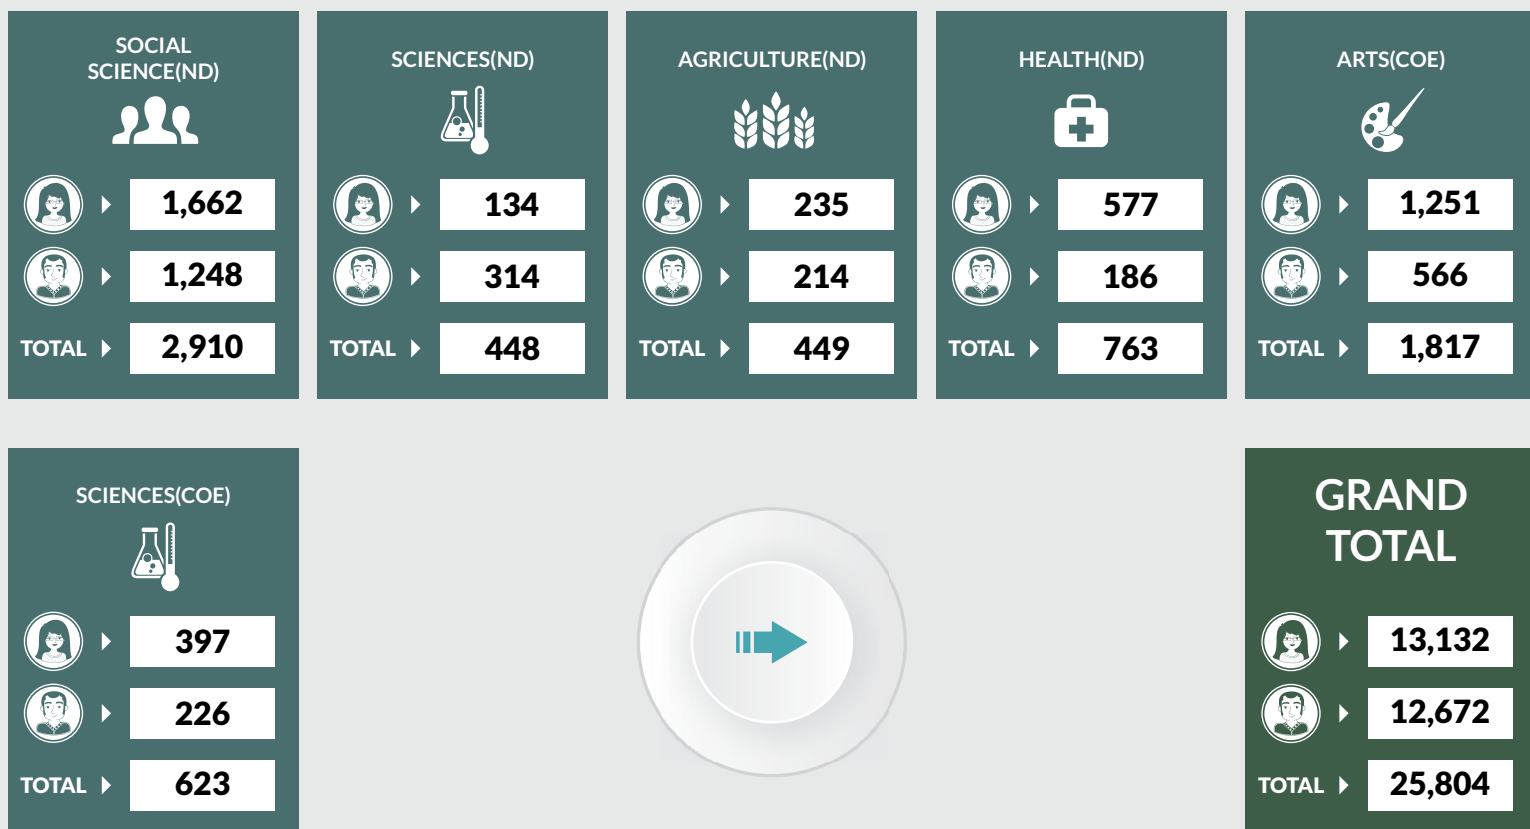 SOCIAL
SCIENCE(ND)
1,662
1,248
TOTAL 2,910
SCIENCES(ND)
134
314
TOTAL 448
AGRICULTURE(ND)
235
214
TOTAL 449
HEALTH(ND)
577
186
TOTAL 763
ARTS(COE)
1,251
566
TOTAL 1,817
SCIENCES(COE)
397
226
TOTAL 623
GRAND
TOTAL
13,132
12,672
TOTAL 25,804